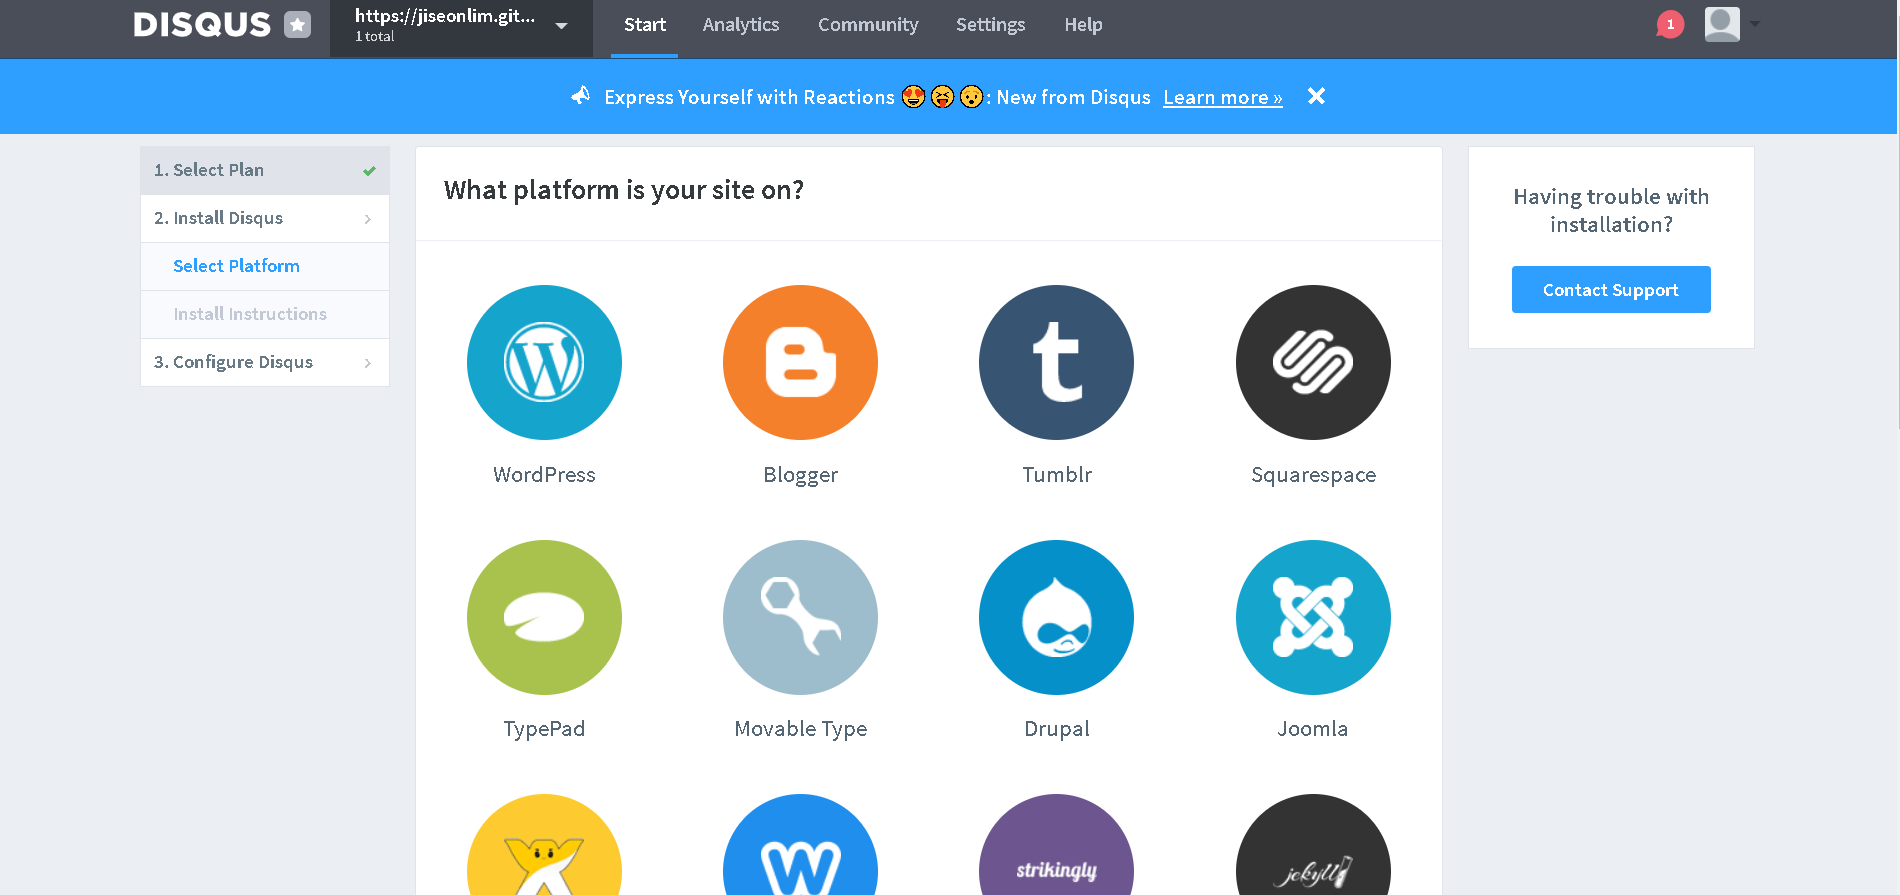 DISQUS
https://jiseonlim.git...
1 total
Start
Analytics
Community
Settings
Help
1
Express Yourself with Reactions 😍😝😯: New from Disqus Learn more »
1. Select Plan
2. Install Disqus
Select Platform
Install Instructions
3. Configure Disqus
What platform is your site on?
WordPress
Blogger
Tumblr
Squarespace
TypePad
Movable Type
Drupal
Joomla
strikingly
jekyll
Having trouble with
installation?
Contact Support